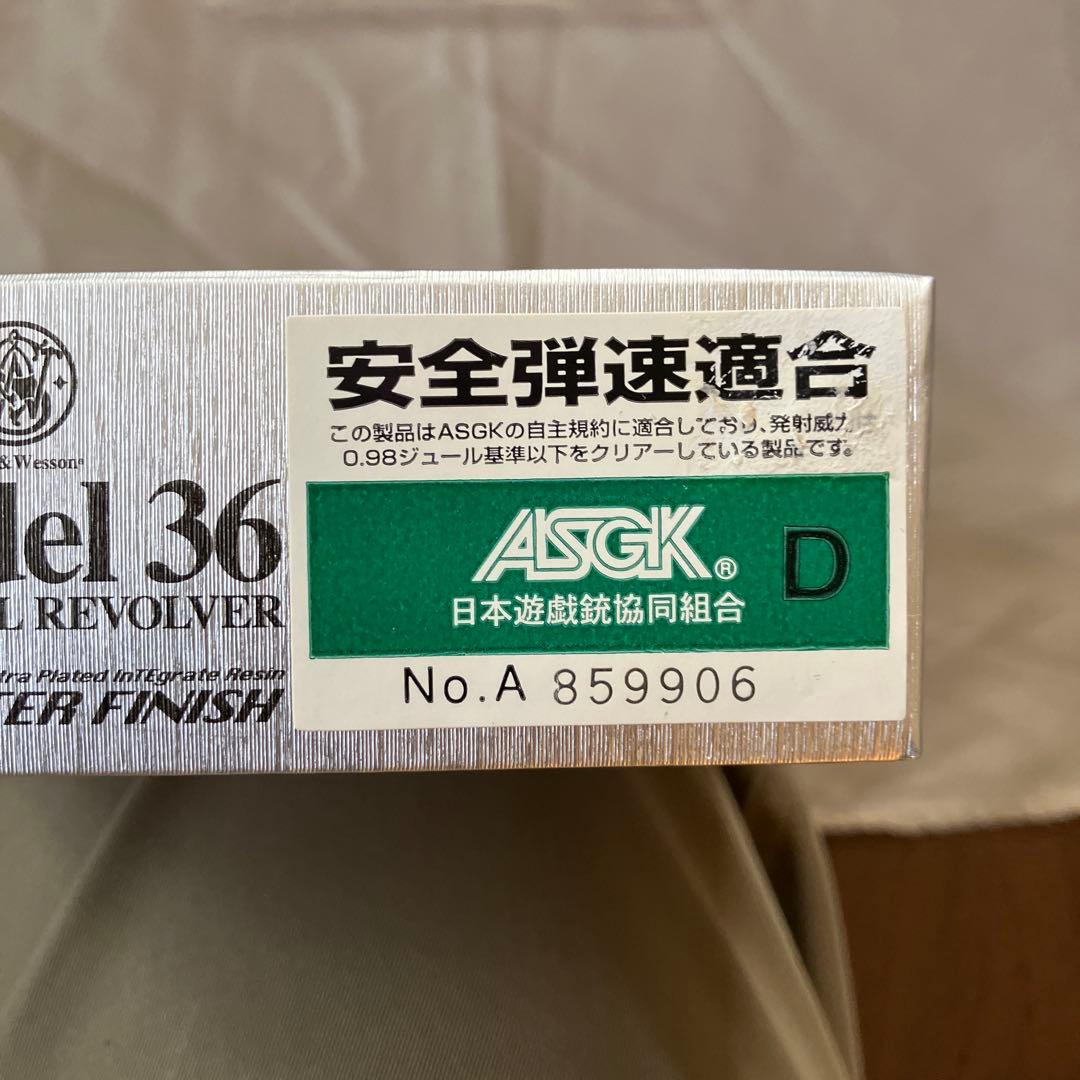 安全弾速適合
この製品はASGKの自主規約に適合しており、発射威力
0.98ジュール基準以下をクリアーしている製品です。
ASGK® D
日本遊戯銃協同組合
No.A 859906
&Wesson®
del 36
L REVOLVER
tra Plated InTEgrate Resin
TER FINISH